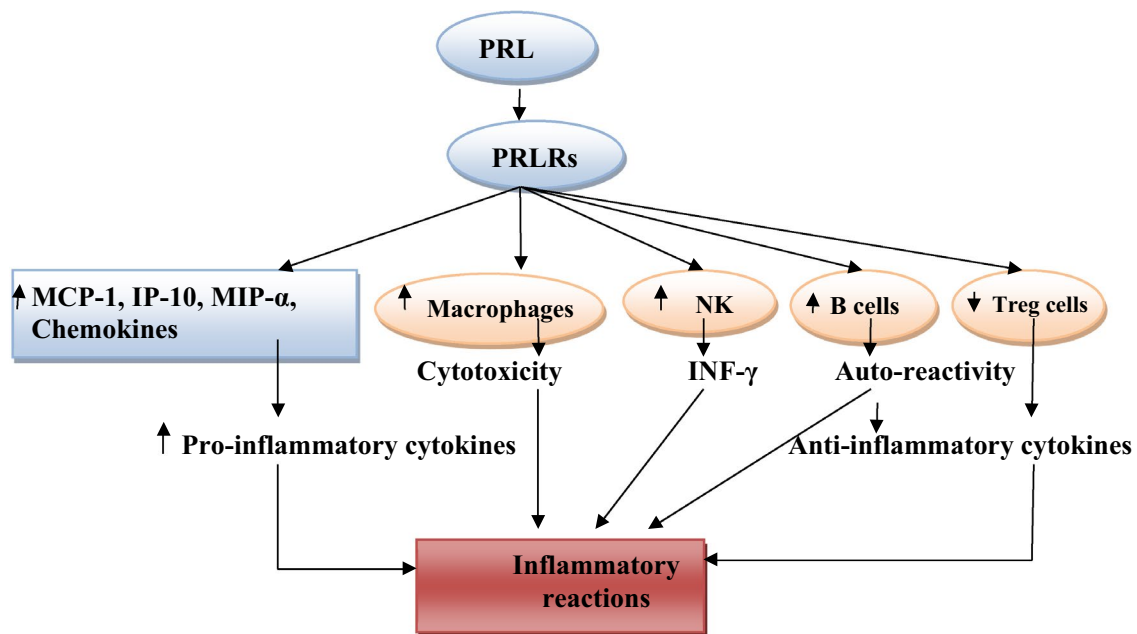 PRL
PRLRs
↑ MCP-1, IP-10, MIP-α,
Chemokines
↑ Macrophages
↑ NK
↑ B cells
↓ Treg cells
Cytotoxicity
INF-γ
Auto-reactivity
↑ Pro-inflammatory cytokines
Anti-inflammatory cytokines
Inflammatory
reactions